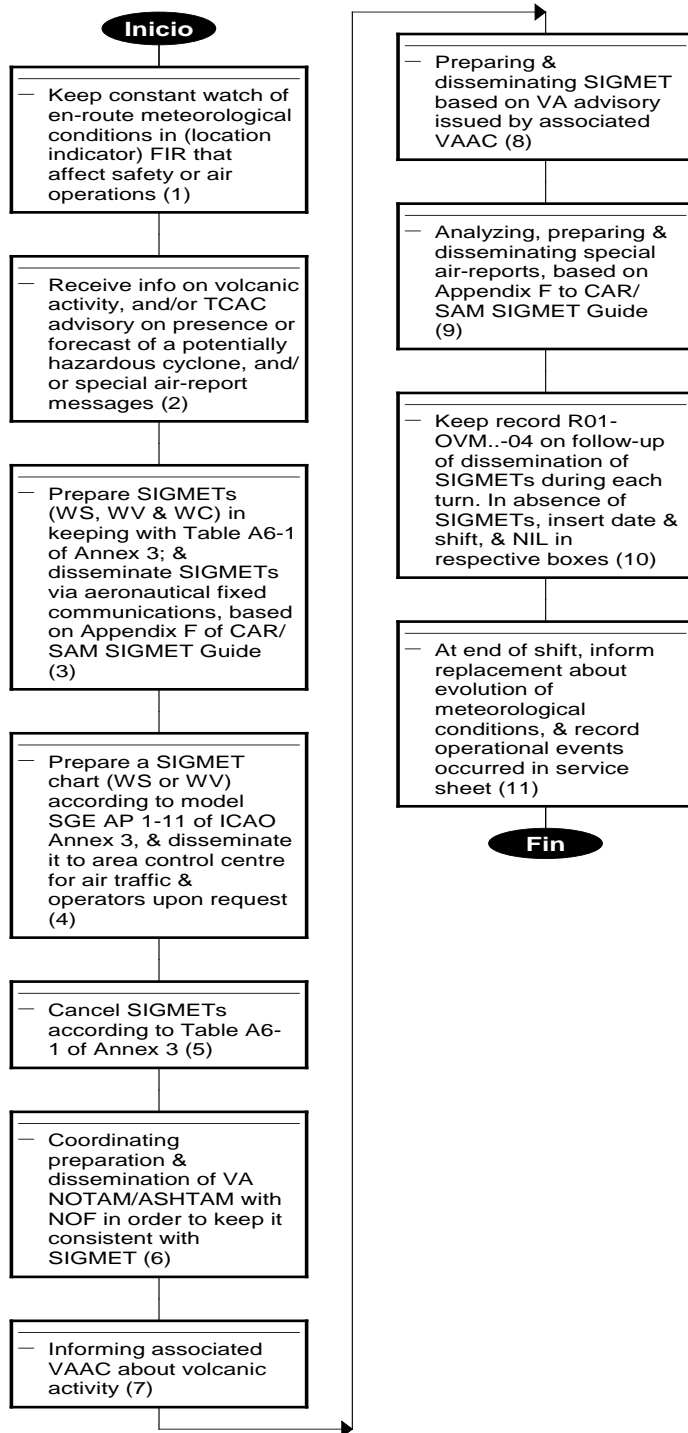 Inicio
— Keep constant watch of
en-route meteorological
conditions in (location
indicator) FIR that
affect safety or air
operations (1)
— Receive info on volcanic
activity, and/or TCAC
advisory on presence or
forecast of a potentially
hazardous cyclone, and/
or special air-report
messages (2)
— Prepare SIGMETs
(WS, WV & WC) in
keeping with Table A6-1
of Annex 3; &
disseminate SIGMETs
via aeronautical fixed
communications, based
on Appendix F of CAR/
SAM SIGMET Guide
(3)
— Prepare a SIGMET
chart (WS or WV)
according to model
SGE AP 1-11 of ICAO
Annex 3, & disseminate
it to area control centre
for air traffic &
operators upon request
(4)
— Cancel SIGMETs
according to Table A6-
1 of Annex 3 (5)
— Coordinating
preparation &
dissemination of VA
NOTAM/ASHTAM with
NOF in order to keep it
consistent with
SIGMET (6)
— Informing associated
VAAC about volcanic
activity (7)
— Preparing &
disseminating SIGMET
based on VA advisory
issued by associated
VAAC (8)
— Analyzing, preparing &
disseminating special
air-reports, based on
Appendix F to CAR/
SAM SIGMET Guide
(9)
— Keep record R01-
OVM..-04 on follow-up
of dissemination of
SIGMETs during each
turn. In absence of
SIGMETs, insert date &
shift, & NIL in
respective boxes (10)
— At end of shift, inform
replacement about
evolution of
meteorological
conditions, & record
operational events
occurred in service
sheet (11)
Fin